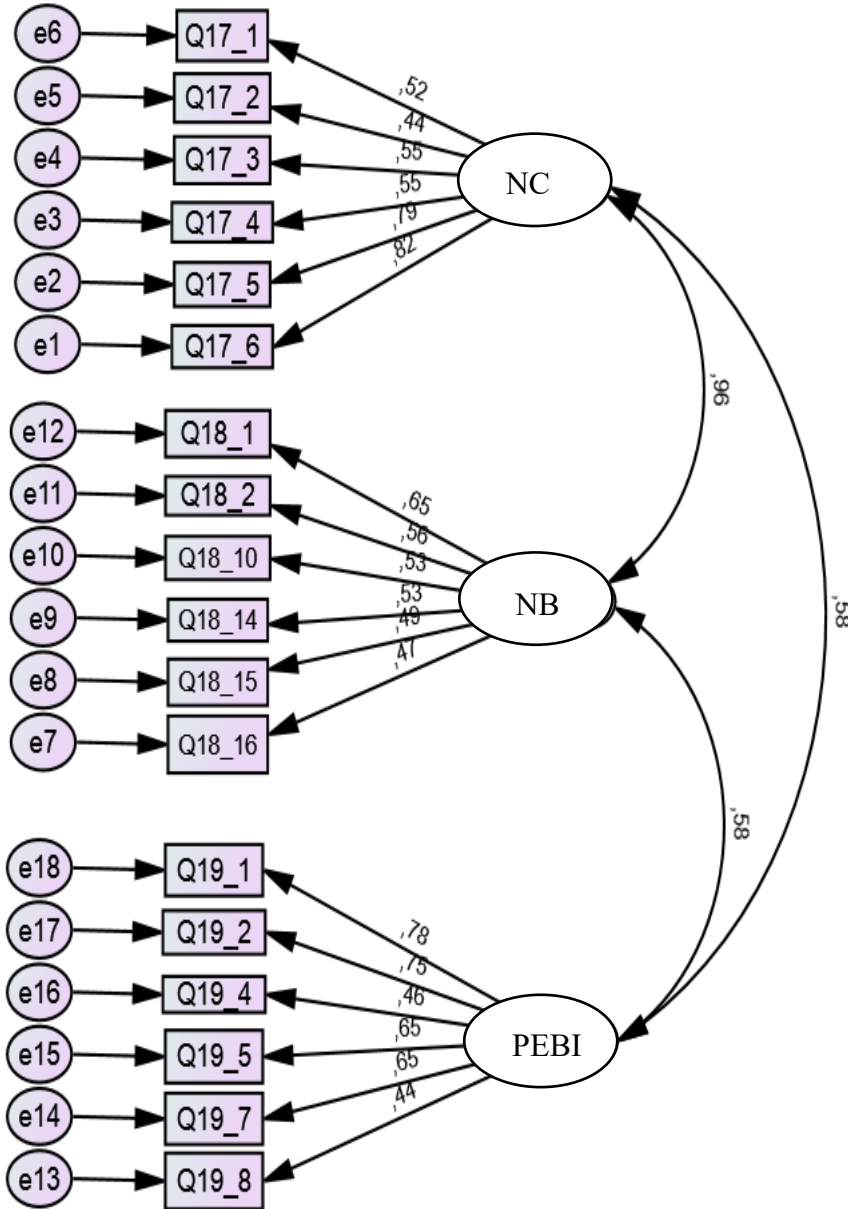 e6 Q17_1
e5 Q17_2
e4 Q17_3
e3 Q17_4
e2 Q17_5
e1 Q17_6
,52
,44
,55
,55
,79
,82
NC
,96
e12 Q18_1
e11 Q18_2
e10 Q18_10
e9 Q18_14
e8 Q18_15
e7 Q18_16
,65
,56
,53
,53
,49
,47
NB
,58
,58
e18 Q19_1
e17 Q19_2
e16 Q19_4
e15 Q19_5
e14 Q19_7
e13 Q19_8
,78
,75
,46
,65
,65
,44
PEBI